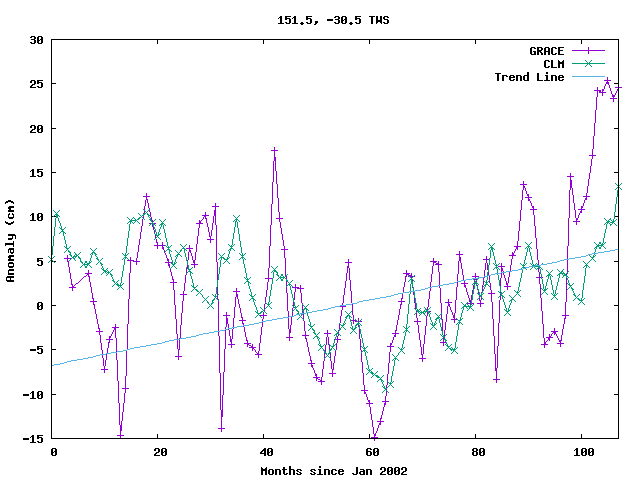 151.5, -30.5 TWS
30
25
20
15
10
5
0
-5
-10
-15
Anomaly (cm)
GRACE
CLM
Trend Line
0 20 40 60 80 100
Months since Jan 2002